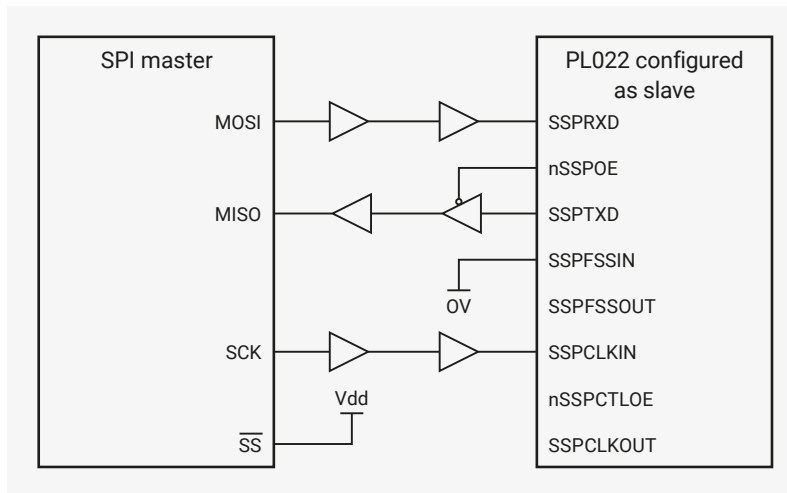 SPI master
PL022 configured
as slave
MOSI
SSPRXD
nSSPOE
MISO
SSPTXD
SSPFSSIN
0V
SSPFSSOUT
SCK
SSPCLKIN
Vdd
nSSPCTLOE
SS
SSPCLKOUT